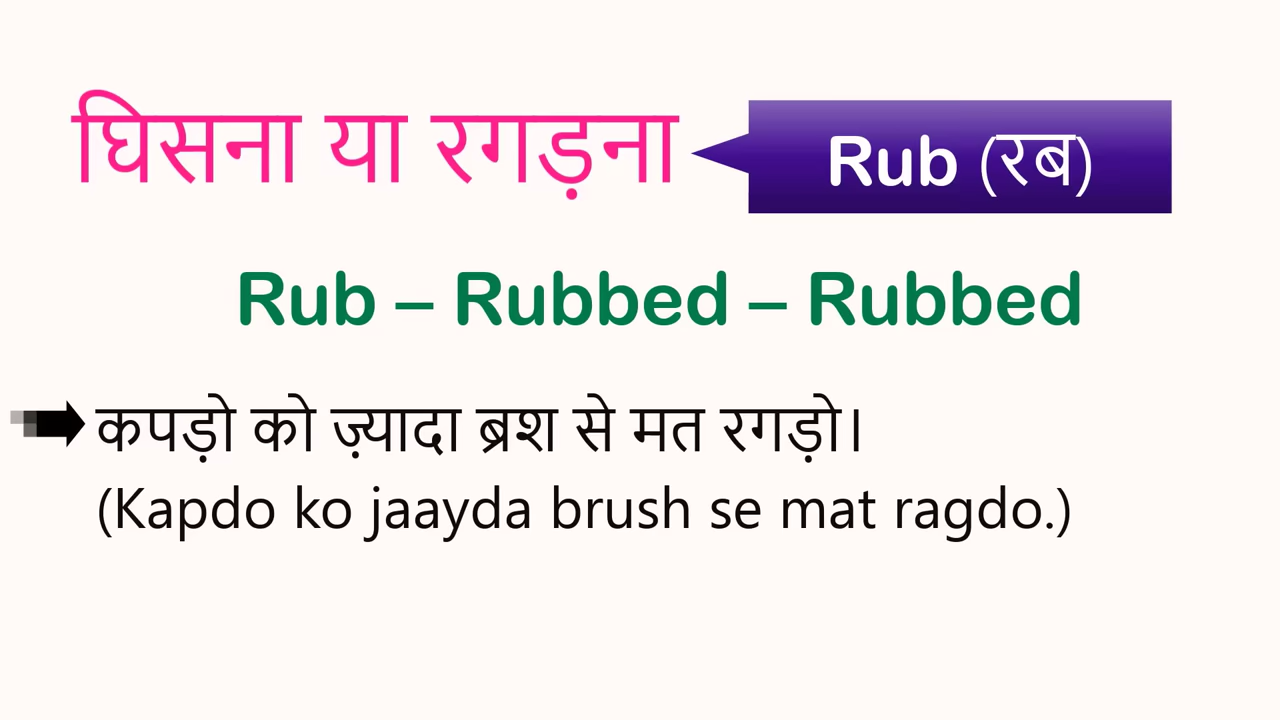 घिसना या रगड़ना
Rub (रब)
Rub – Rubbed – Rubbed
कपड़ो को ज़्यादा ब्रश से मत रगड़ो।
(Kapdo ko jaayda brush se mat ragdo.)